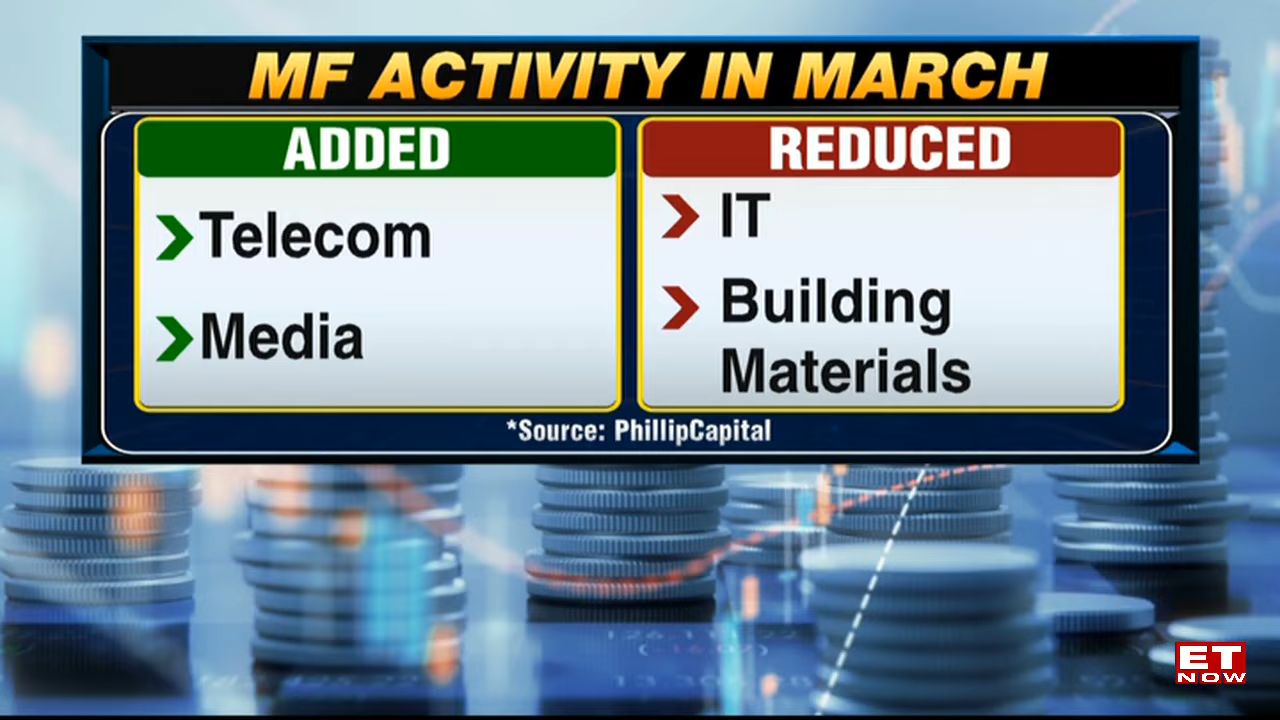 MF ACTIVITY IN MARCH
ADDED
Telecom
Media
REDUCED
IT
Building
Materials
*Source: PhillipCapital
ET
NOW